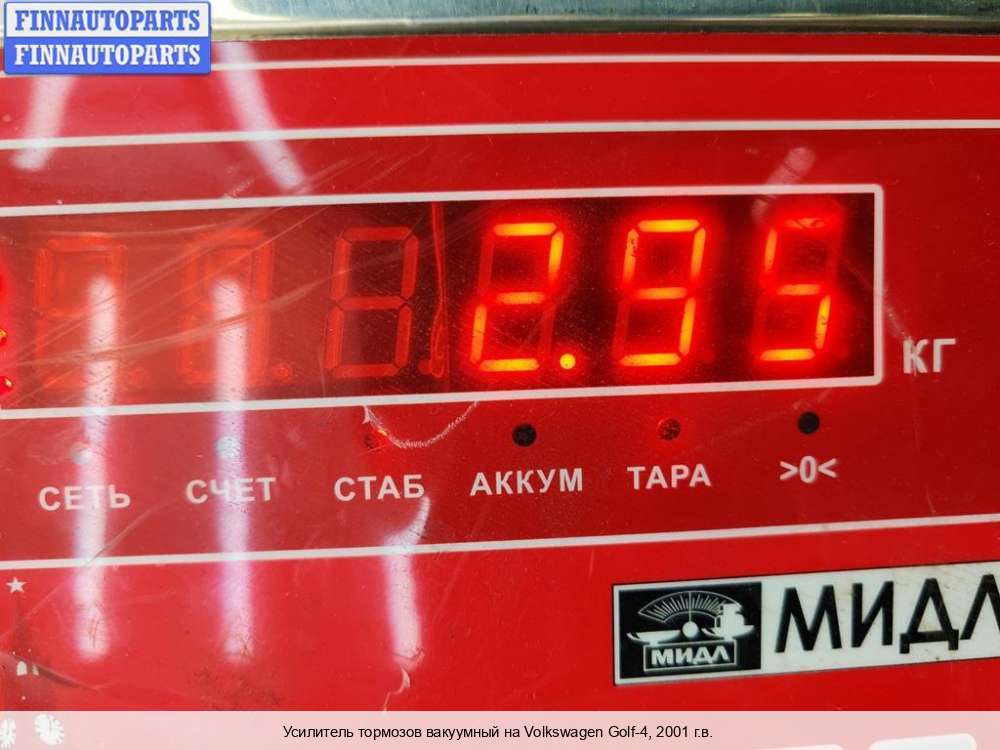 FINNAUTOPARTS
FINNAUTOPARTS
2.95
КГ
СЕТЬ СЧЕТ СТАБ АККУМ ТАРА >0<
МИДЛ МИДЛ
Усилитель тормозов вакуумный на Volkswagen Golf-4, 2001 г.в.